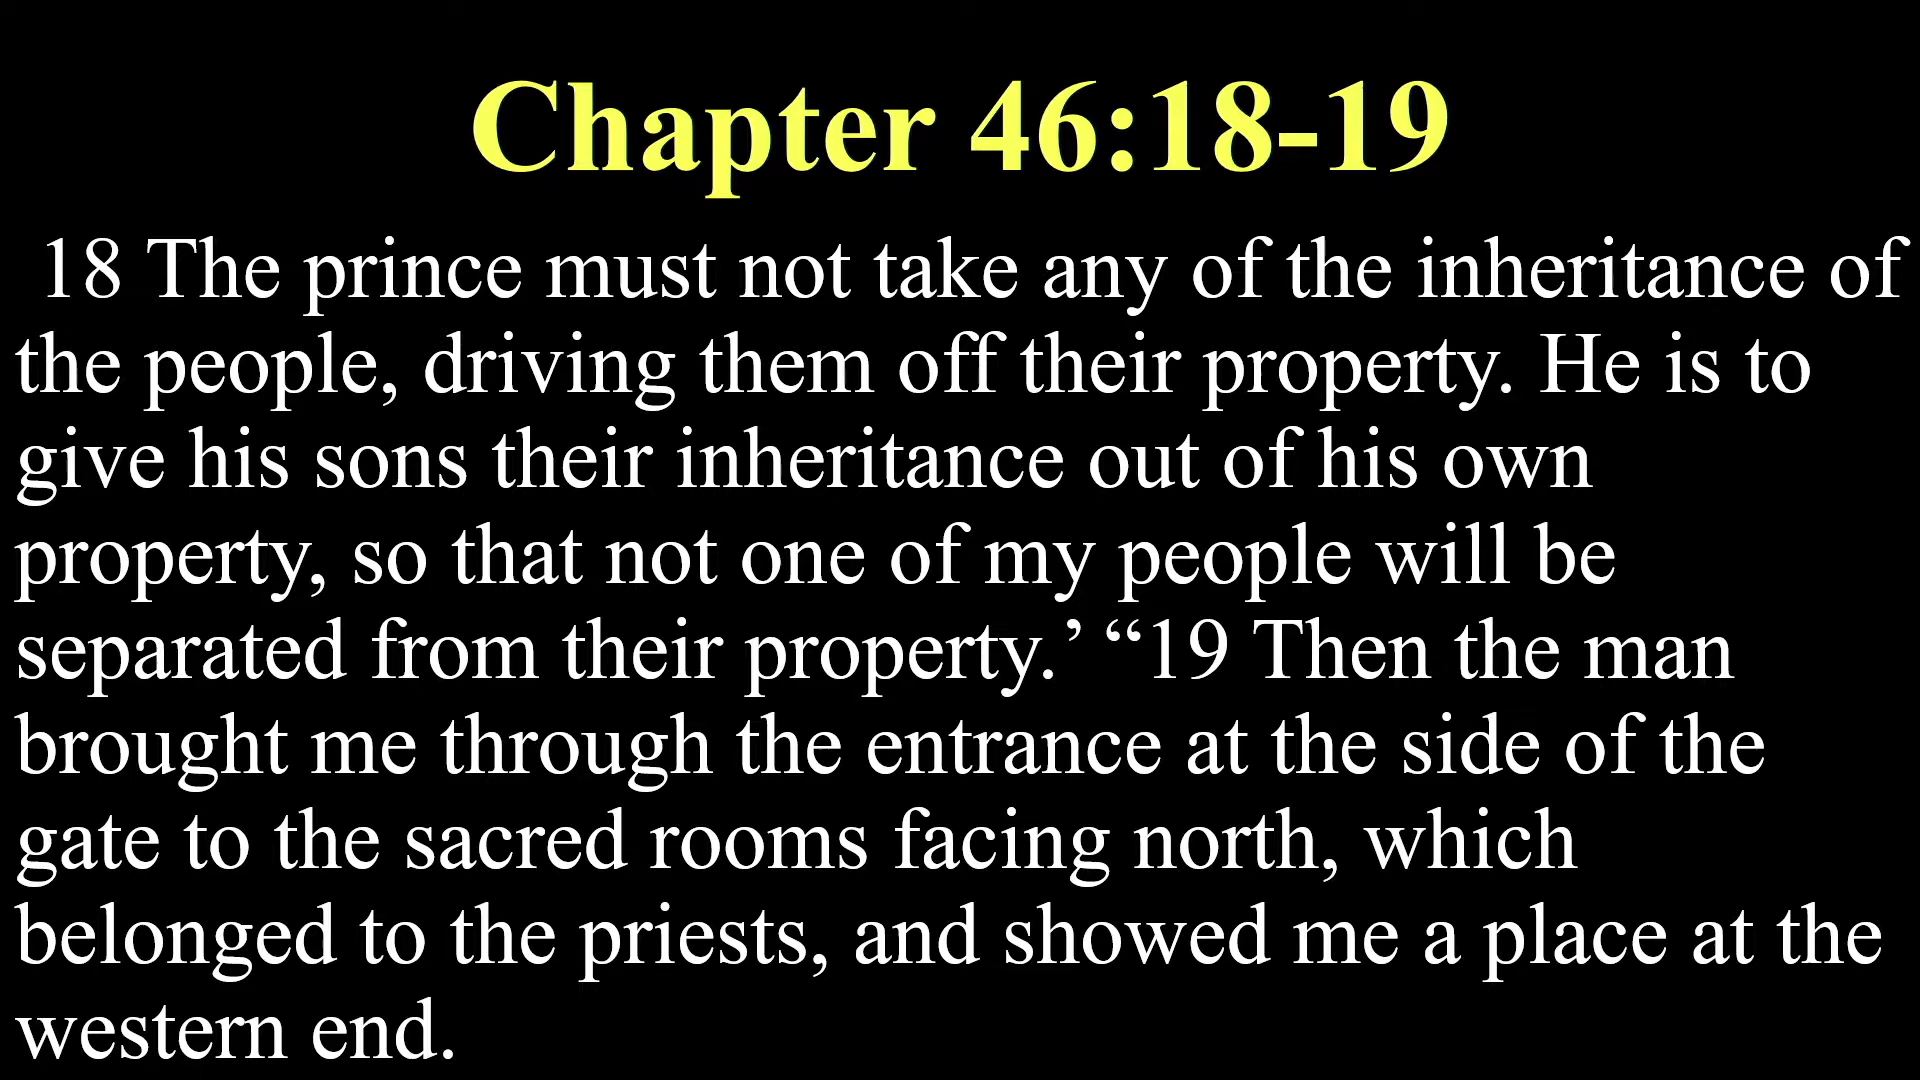 Chapter 46:18-19
18 The prince must not take any of the inheritance of
the people, driving them off their property. He is to
give his sons their inheritance out of his own
property, so that not one of my people will be
separated from their property.’ “19 Then the man
brought me through the entrance at the side of the
gate to the sacred rooms facing north, which
belonged to the priests, and showed me a place at the
western end.